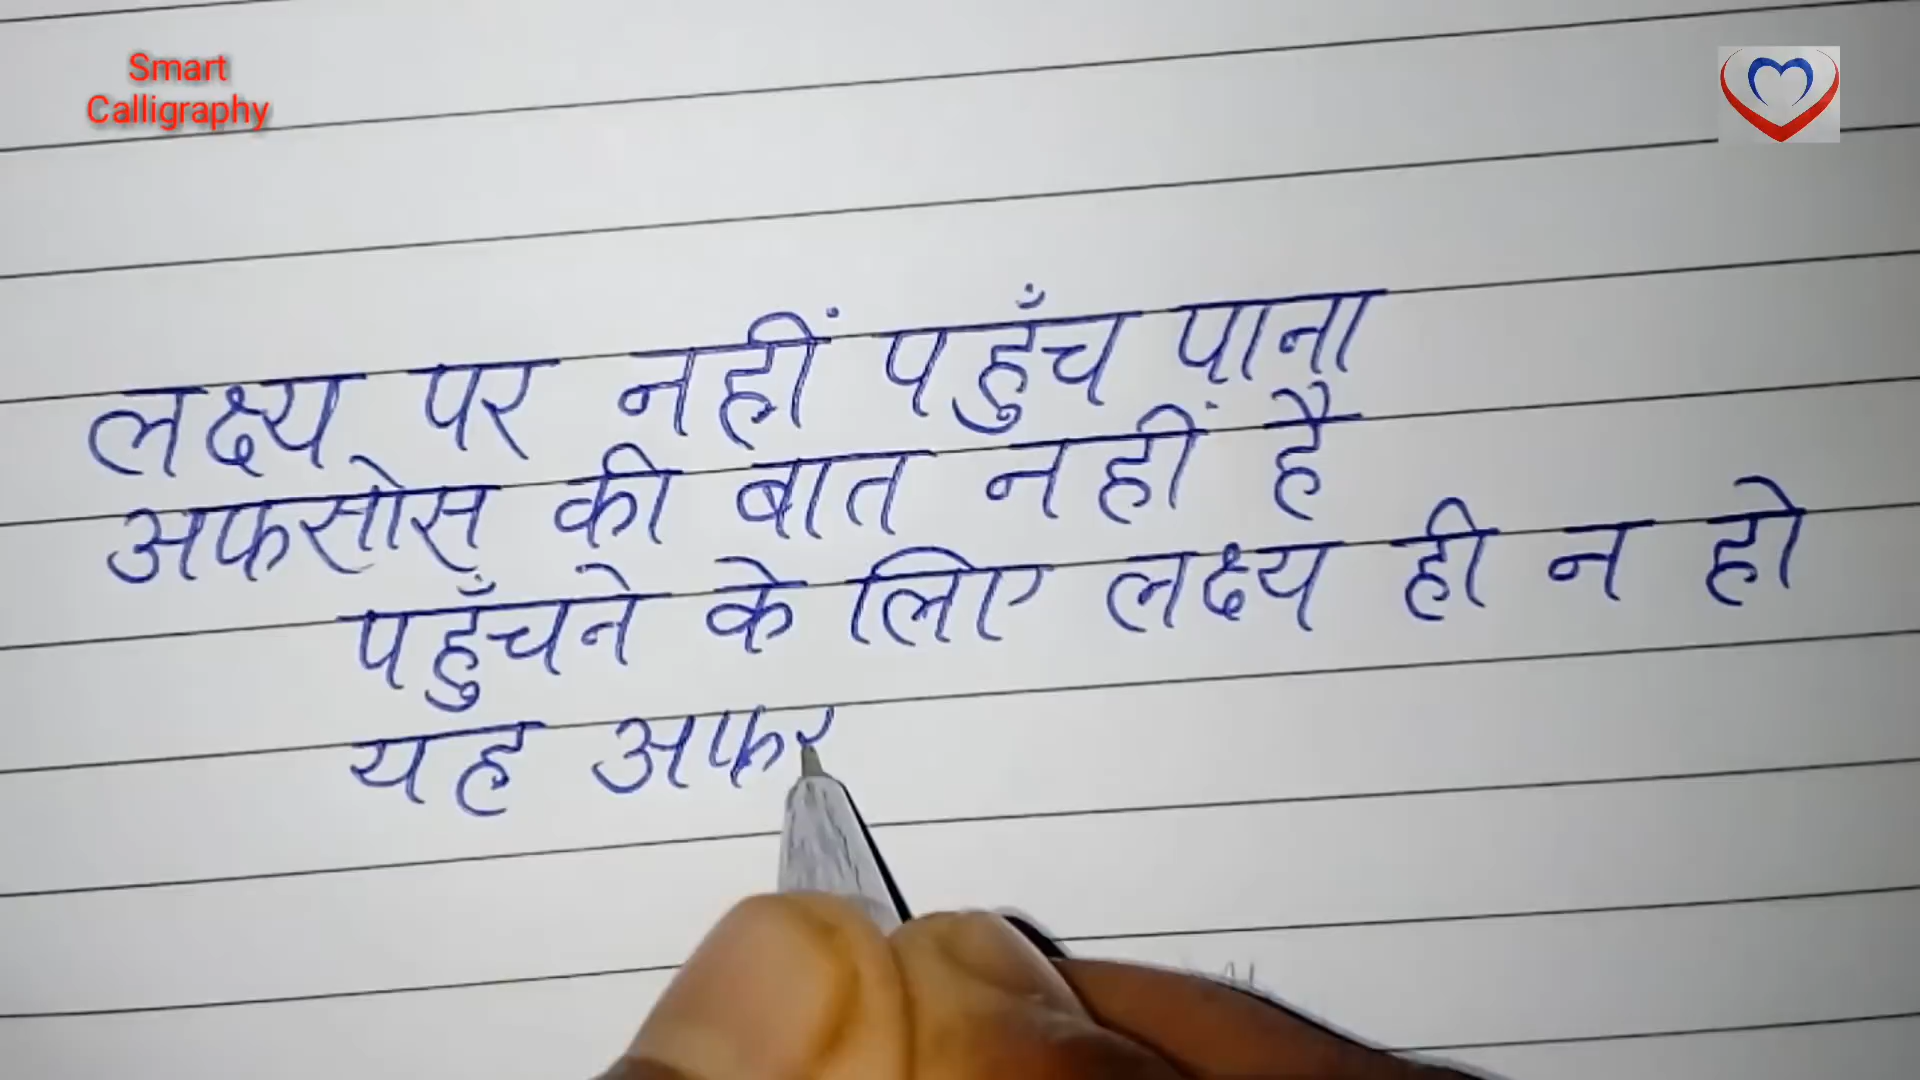 Smart
Calligraphy
लक्ष्य पर नहीं पहुँच पाना
अफसोस की बात नहीं है
पहुँचने के लिए लक्ष्य ही न हो
यह